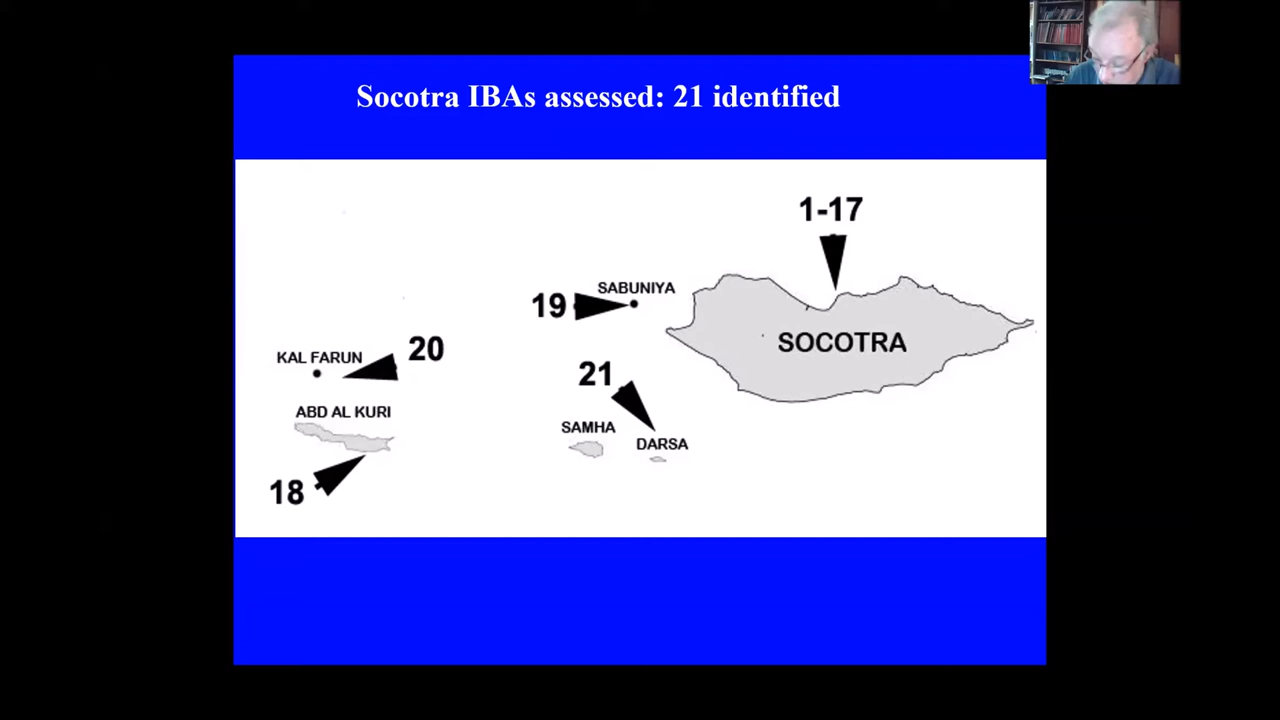 Socotra IBAs assessed: 21 identified
1-17
SABUNIYA
19
SOCOTRA
20
KAL FARUN
21
ABD AL KURI
SAMHA
DARSA
18